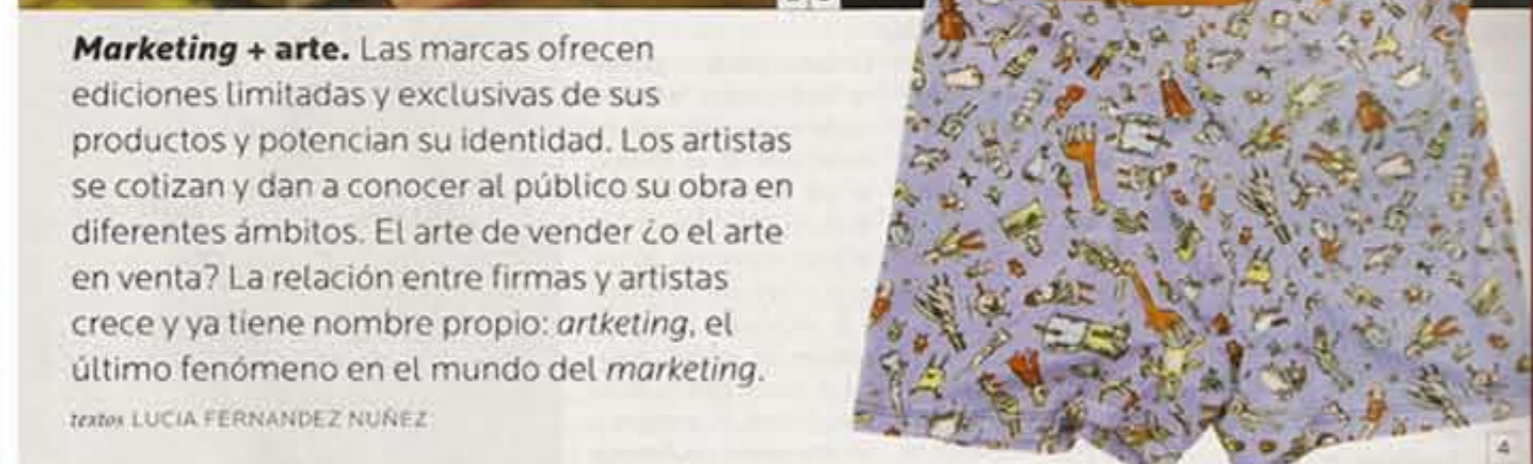 Marketing + arte. Las marcas ofrecen
ediciones limitadas y exclusivas de sus
productos y potencian su identidad. Los artistas
se cotizan y dan a conocer al público su obra en
diferentes ámbitos. El arte de vender ¿o el arte
en venta? La relación entre firmas y artistas
crece y ya tiene nombre propio: artketing, el
último fenómeno en el mundo del marketing.
textos LUCIA FERNANDEZ NUÑEZ
4